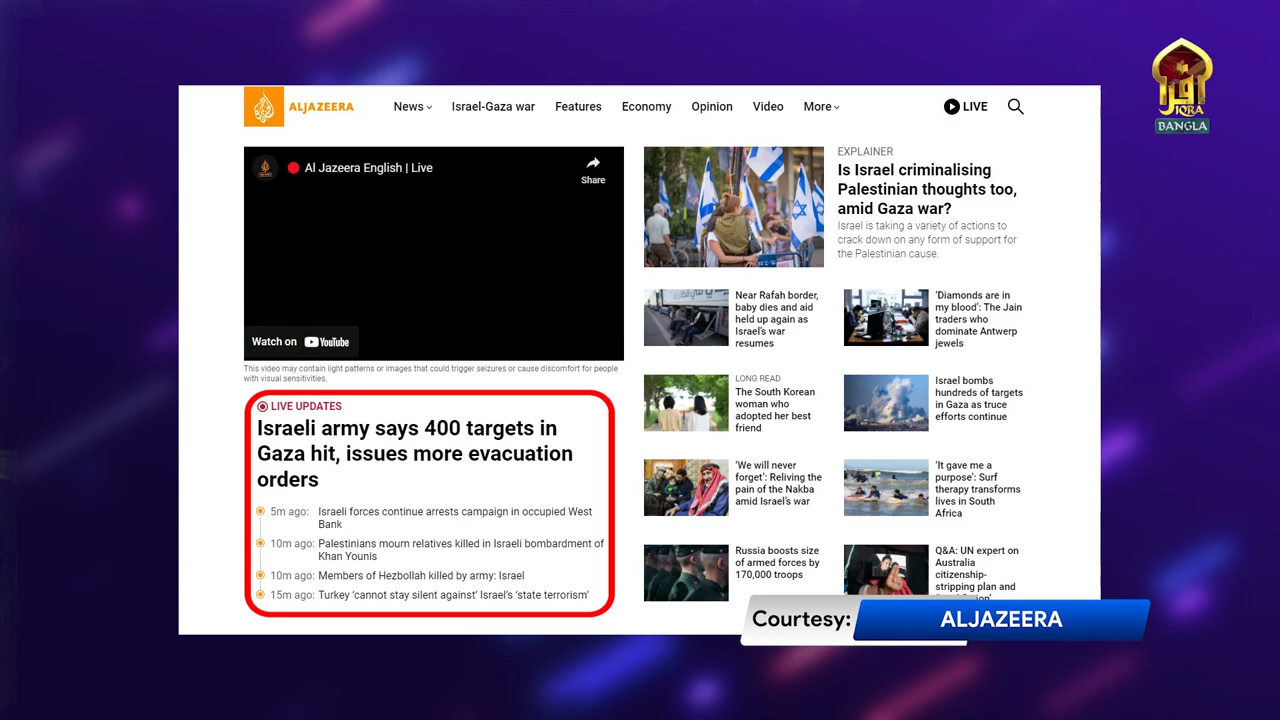 ALJAZEERA
News
Israel-Gaza war
Features
Economy
Opinion
Video
More
LIVE
اقرأ
IQRA
BANGLA
Al Jazeera English | Live
Share
Watch on YouTube
This video may contain light patterns or images that could trigger seizures or cause discomfort for people
with visual sensitivities.
LIVE UPDATES
Israeli army says 400 targets in
Gaza hit, issues more evacuation
orders
5m ago: Israeli forces continue arrests campaign in occupied West
Bank
10m ago: Palestinians mourn relatives killed in Israeli bombardment of
Khan Younis
10m ago: Members of Hezbollah killed by army: Israel
15m ago: Turkey ‘cannot stay silent against’ Israel’s ‘state terrorism’
EXPLAINER
Is Israel criminalising
Palestinian thoughts too,
amid Gaza war?
Israel is taking a variety of actions to
crack down on any form of support for
the Palestinian cause.
Near Rafah border,
baby dies and aid
held up again as
Israel’s war
resumes
‘Diamonds are in
my blood’: The Jain
traders who
dominate Antwerp
jewels
LONG READ
The South Korean
woman who
adopted her best
friend
Israel bombs
hundreds of targets
in Gaza as truce
efforts continue
‘We will never
forget’: Reliving the
pain of the Nakba
amid Israel’s war
‘It gave me a
purpose’: Surf
therapy transforms
lives in South
Africa
Russia boosts size
of armed forces by
170,000 troops
Q&A: UN expert on
Australia
citizenship-
stripping plan and
Courtesy: ALJAZEERA